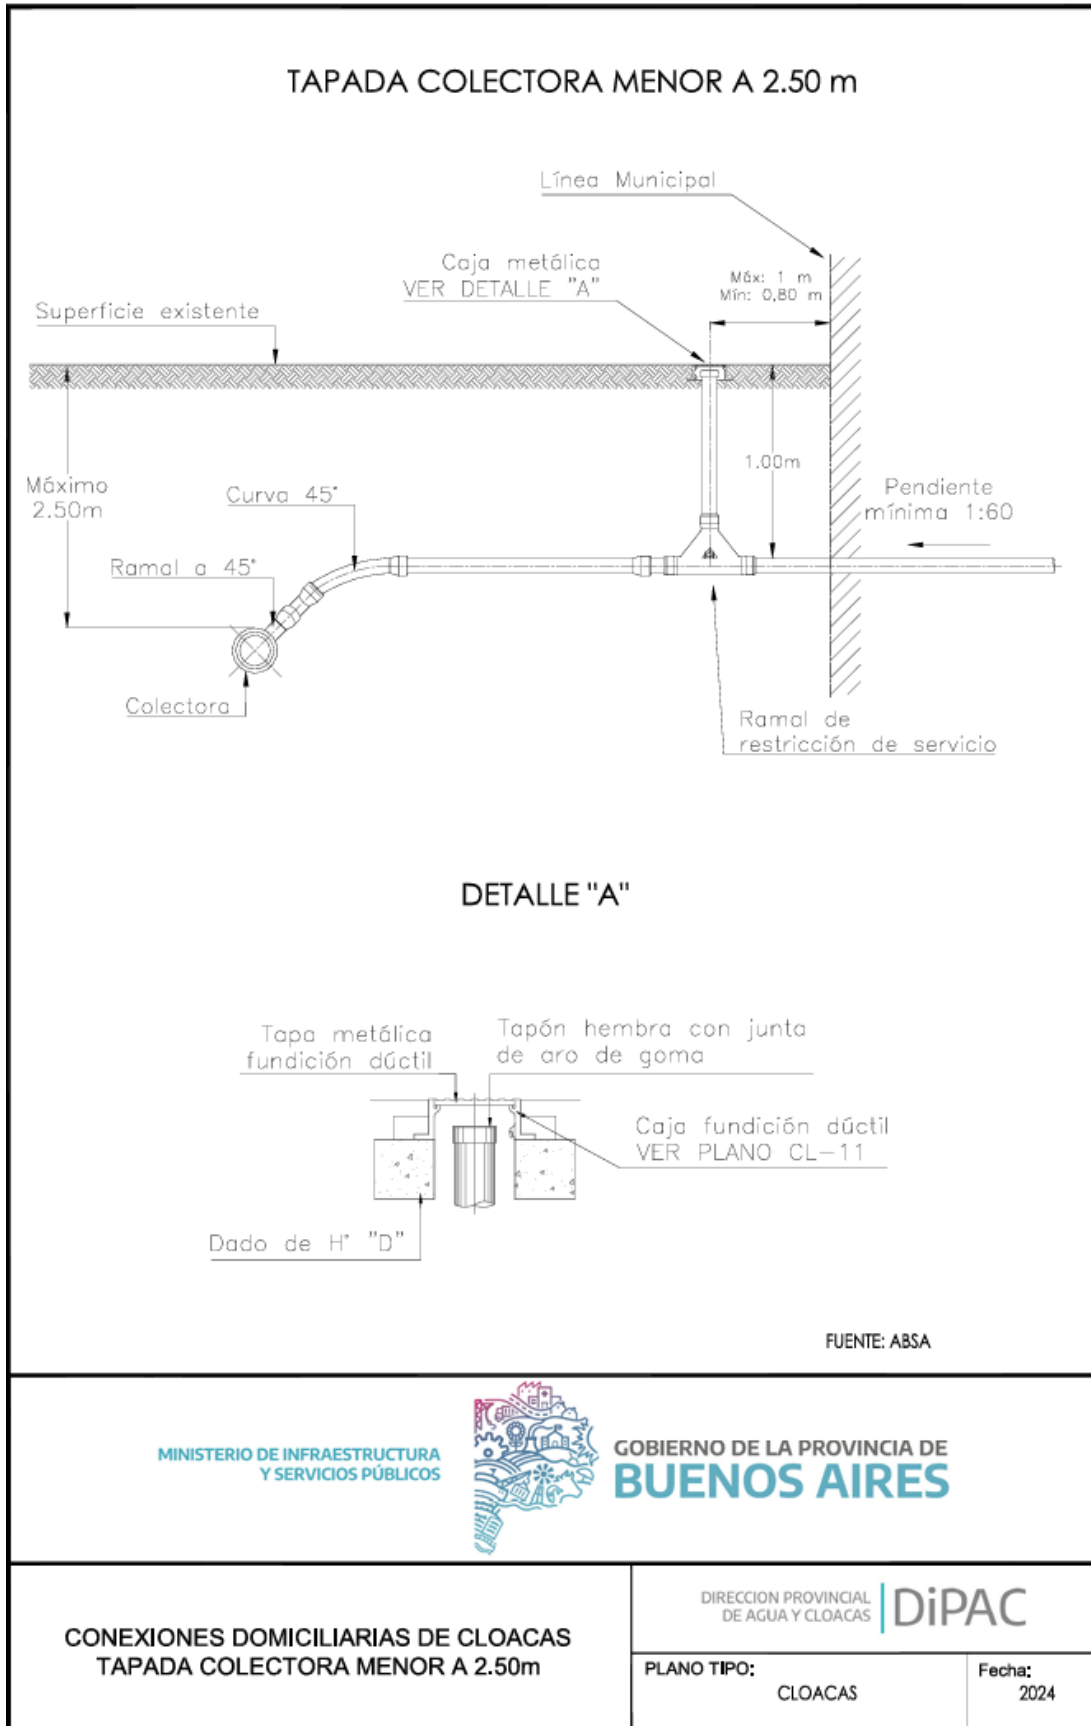 TAPADA COLECTORA MENOR A 2.50 m
Línea Municipal
Caja metálica
VER DETALLE "A"
Máx: 1 m
Mín: 0,80 m
Superficie existente
1.00m
Máximo
2.50m
Curva 45°
Pendiente
mínima 1:60
Ramal a 45°
Colectora
Ramal de
restricción de servicio
DETALLE "A"
Tapa metálica
fundición dúctil
Tapón hembra con junta
de aro de goma
Caja fundición dúctil
VER PLANO CL-11
Dado de H° "D"
FUENTE: ABSA
MINISTERIO DE INFRAESTRUCTURA
Y SERVICIOS PÚBLICOS
GOBIERNO DE LA PROVINCIA DE
BUENOS AIRES
CONEXIONES DOMICILIARIAS DE CLOACAS
TAPADA COLECTORA MENOR A 2.50m
DIRECCION PROVINCIAL
DE AGUA Y CLOACAS
DiPAC
PLANO TIPO:
CLOACAS
Fecha:
2024